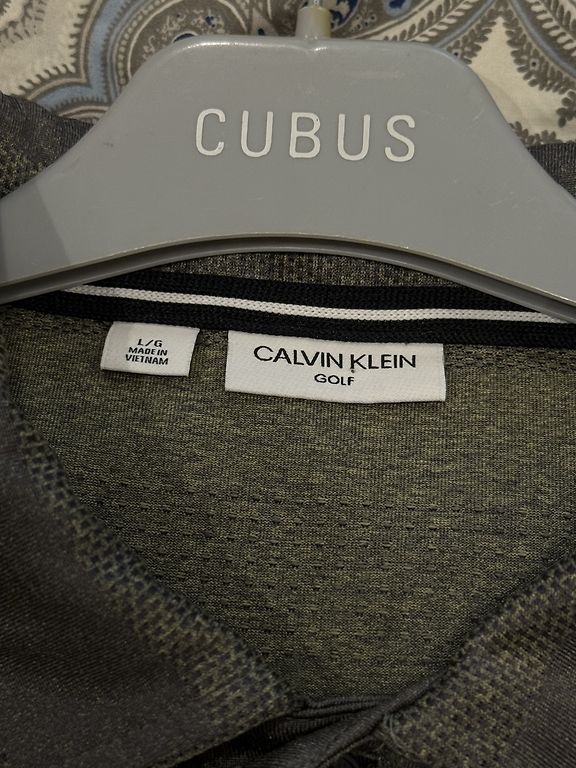 CUBUS
L/G
MADE IN
VIETNAM
CALVIN KLEIN
GOLF